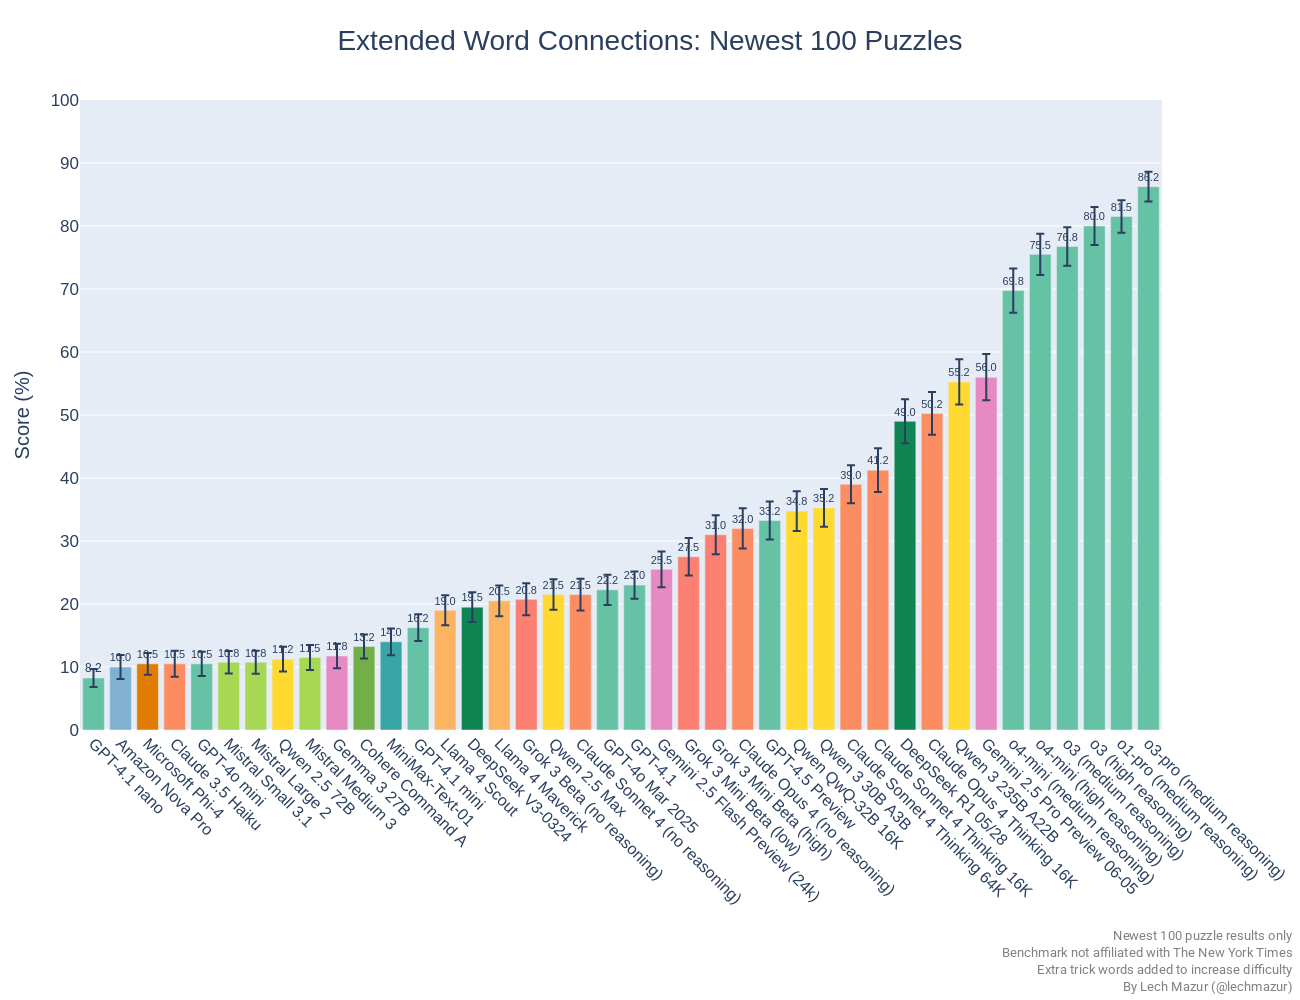 Extended Word Connections: Newest 100 Puzzles
Score (%)
100
90
80
70
60
50
40
30
20
10
0
8.2
10.0
10.5
10.5
10.5
10.8
10.8
11.2
11.5
11.8
13.2
14.0
16.2
19.0
19.5
20.5
20.8
21.5
21.5
22.2
23.0
25.5
27.5
31.0
32.0
33.2
34.8
35.2
39.0
41.2
49.0
50.2
55.2
56.0
69.8
75.5
76.8
80.0
81.5
86.2
GPT-4.1 nano
Amazon Nova Pro
Microsoft Phi-4
Claude 3.5 Haiku
GPT-4o mini
Mistral Small 3.1
Mistral Large 2
Qwen 2.5 72B
Mistral Medium 3
Gemma 3 27B
Cohere Command A
MiniMax-Text-01
GPT-4.1 mini
Llama 4 Scout
DeepSeek V3-0324
Llama 4 Maverick
Grok 3 Beta (no reasoning)
Qwen 2.5 Max
Claude Sonnet 4 (no reasoning)
GPT-4o Mar 2025
GPT-4.1
Gemini 2.5 Flash Preview (24k)
Grok 3 Mini Beta (low)
Grok 3 Mini Beta (high)
Claude Opus 4 (no reasoning)
GPT-4.5 Preview
Qwen QwQ-32B 16K
Qwen 3 30B A3B
Claude Sonnet 4 Thinking 64K
Claude Sonnet 4 Thinking 16K
DeepSeek R1 05/28
Claude Opus 4 Thinking 16K
Qwen 3 235B A22B
Gemini 2.5 Pro Preview 06-05
o4-mini (medium reasoning)
o4-mini (high reasoning)
o3 (medium reasoning)
o3 (high reasoning)
o1-pro (medium reasoning)
o3-pro (medium reasoning)
Newest 100 puzzle results only
Benchmark not affiliated with The New York Times
Extra trick words added to increase difficulty
By Lech Mazur (@lechmazur)